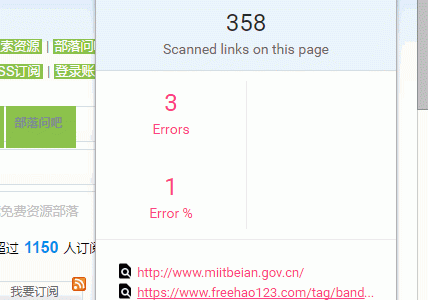 358
Scanned links on this page
索资源 | 部落问吧
SS订阅 | 登录账
部落问吧
3
Errors
1
Error %
免费资源部落
超过 1150 人订阅
我要订阅
http://www.miitbeian.gov.cn/
https://www.freehao123.com/tag/band...